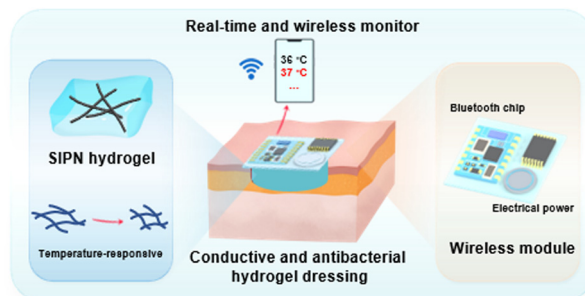 Real-time and wireless monitor
36 °C
37 °C
...
SIPN hydrogel
Temperature-responsive
Conductive and antibacterial
hydrogel dressing
Bluetooth chip
Electrical power
Wireless module